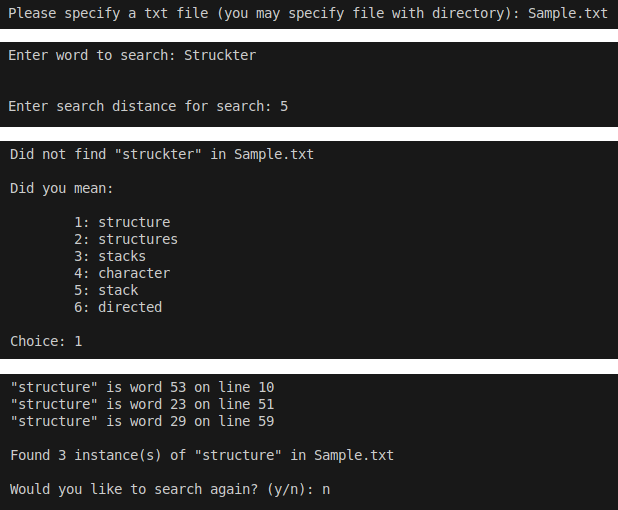 Please specify a txt file (you may specify file with directory): Sample.txt
Enter word to search: Struckter
Enter search distance for search: 5
Did not find "struckter" in Sample.txt
Did you mean:
1: structure
2: structures
3: stacks
4: character
5: stack
6: directed
Choice: 1
"structure" is word 53 on line 10
"structure" is word 23 on line 51
"structure" is word 29 on line 59
Found 3 instance(s) of "structure" in Sample.txt
Would you like to search again? (y/n): n